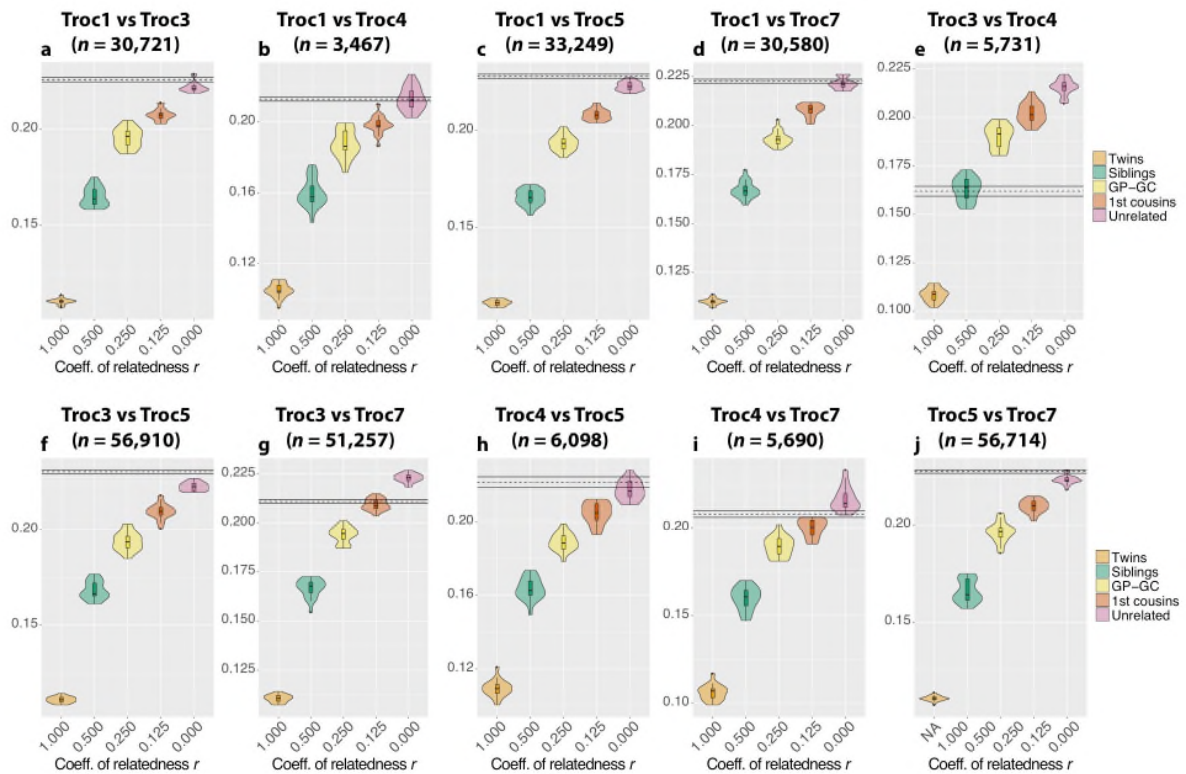 Troc1 vs Troc3
(n = 30,721)
a
0.20
0.15
1.000
0.500
0.250
0.125
0.000
Coeff. of relatedness r
Troc1 vs Troc4
(n = 3,467)
b
0.20
0.16
0.12
1.000
0.500
0.250
0.125
0.000
Coeff. of relatedness r
Troc1 vs Troc5
(n = 33,249)
c
0.20
0.15
1.000
0.500
0.250
0.125
0.000
Coeff. of relatedness r
Troc1 vs Troc7
(n = 30,580)
d
0.225
0.200
0.175
0.150
0.125
1.000
0.500
0.250
0.125
0.000
Coeff. of relatedness r
Troc3 vs Troc4
(n = 5,731)
e
0.225
0.200
0.175
0.150
0.125
0.100
1.000
0.500
0.250
0.125
0.000
Coeff. of relatedness r
Twins
Siblings
GP−GC
1st cousins
Unrelated
Troc3 vs Troc5
(n = 56,910)
f
0.20
0.15
1.000
0.500
0.250
0.125
0.000
Coeff. of relatedness r
Troc3 vs Troc7
(n = 51,257)
g
0.225
0.200
0.175
0.150
0.125
1.000
0.500
0.250
0.125
0.000
Coeff. of relatedness r
Troc4 vs Troc5
(n = 6,098)
h
0.20
0.16
0.12
1.000
0.500
0.250
0.125
0.000
Coeff. of relatedness r
Troc4 vs Troc7
(n = 5,690)
i
0.20
0.15
0.10
1.000
0.500
0.250
0.125
0.000
Coeff. of relatedness r
Troc5 vs Troc7
(n = 56,714)
j
0.20
0.15
NA
1.000
0.500
0.250
0.125
0.000
Coeff. of relatedness r
Twins
Siblings
GP−GC
1st cousins
Unrelated